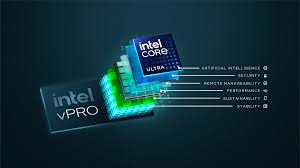 intel
CORE
ULTRA
ARTIFICIAL INTELLIGENCE
SECURITY
REMOTE MANAGEABILITY
PERFORMANCE
SUSTAINABILITY
STABILITY
intel
vPRO